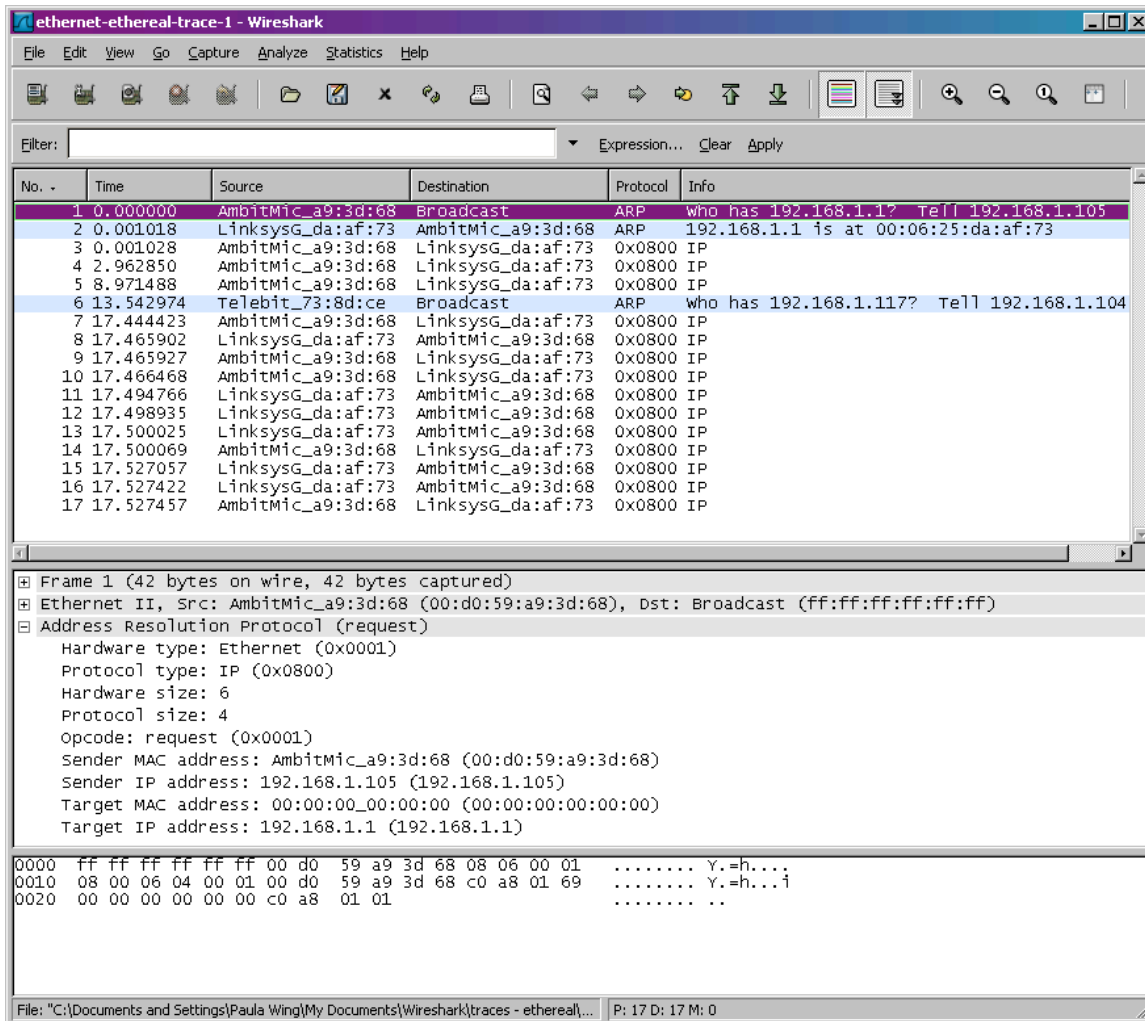 ethernet-ethereal-trace-1 - Wireshark
File Edit View Go Capture Analyze Statistics Help
Filter: Expression... Clear Apply
No. Time Source Destination Protocol Info
1 0.000000 AmbitMic_a9:3d:68 Broadcast ARP Who has 192.168.1.1? Tell 192.168.1.105
2 0.001018 LinksysG_da:af:73 AmbitMic_a9:3d:68 ARP 192.168.1.1 is at 00:06:25:da:af:73
3 0.001028 AmbitMic_a9:3d:68 LinksysG_da:af:73 0x0800 IP
4 2.962850 AmbitMic_a9:3d:68 LinksysG_da:af:73 0x0800 IP
5 8.971488 AmbitMic_a9:3d:68 LinksysG_da:af:73 0x0800 IP
6 13.542974 Telebit_73:8d:ce Broadcast ARP Who has 192.168.1.117? Tell 192.168.1.104
7 17.444423 AmbitMic_a9:3d:68 LinksysG_da:af:73 0x0800 IP
8 17.465902 LinksysG_da:af:73 AmbitMic_a9:3d:68 0x0800 IP
9 17.465927 AmbitMic_a9:3d:68 LinksysG_da:af:73 0x0800 IP
10 17.466468 AmbitMic_a9:3d:68 LinksysG_da:af:73 0x0800 IP
11 17.494766 LinksysG_da:af:73 AmbitMic_a9:3d:68 0x0800 IP
12 17.498935 LinksysG_da:af:73 AmbitMic_a9:3d:68 0x0800 IP
13 17.500025 LinksysG_da:af:73 AmbitMic_a9:3d:68 0x0800 IP
14 17.500069 AmbitMic_a9:3d:68 LinksysG_da:af:73 0x0800 IP
15 17.527057 LinksysG_da:af:73 AmbitMic_a9:3d:68 0x0800 IP
16 17.527422 LinksysG_da:af:73 AmbitMic_a9:3d:68 0x0800 IP
17 17.527457 AmbitMic_a9:3d:68 LinksysG_da:af:73 0x0800 IP
Frame 1 (42 bytes on wire, 42 bytes captured)
Ethernet II, Src: AmbitMic_a9:3d:68 (00:d0:59:a9:3d:68), Dst: Broadcast (ff:ff:ff:ff:ff:ff)
Address Resolution Protocol (request)
Hardware type: Ethernet (0x0001)
Protocol type: IP (0x0800)
Hardware size: 6
Protocol size: 4
Opcode: request (0x0001)
Sender MAC address: AmbitMic_a9:3d:68 (00:d0:59:a9:3d:68)
Sender IP address: 192.168.1.105 (192.168.1.105)
Target MAC address: 00:00:00_00:00:00 (00:00:00:00:00:00)
Target IP address: 192.168.1.1 (192.168.1.1)
0000 ff ff ff ff ff ff 00 d0 59 a9 3d 68 08 06 00 01 ........ Y.=h....
0010 08 00 06 04 00 01 00 d0 59 a9 3d 68 c0 a8 01 69 ........ Y.=h...i
0020 00 00 00 00 00 00 c0 a8 01 01 ........ ..
File: "C:\Documents and Settings\Paula Wing\My Documents\Wireshark\traces - ethereal\... P: 17 D: 17 M: 0